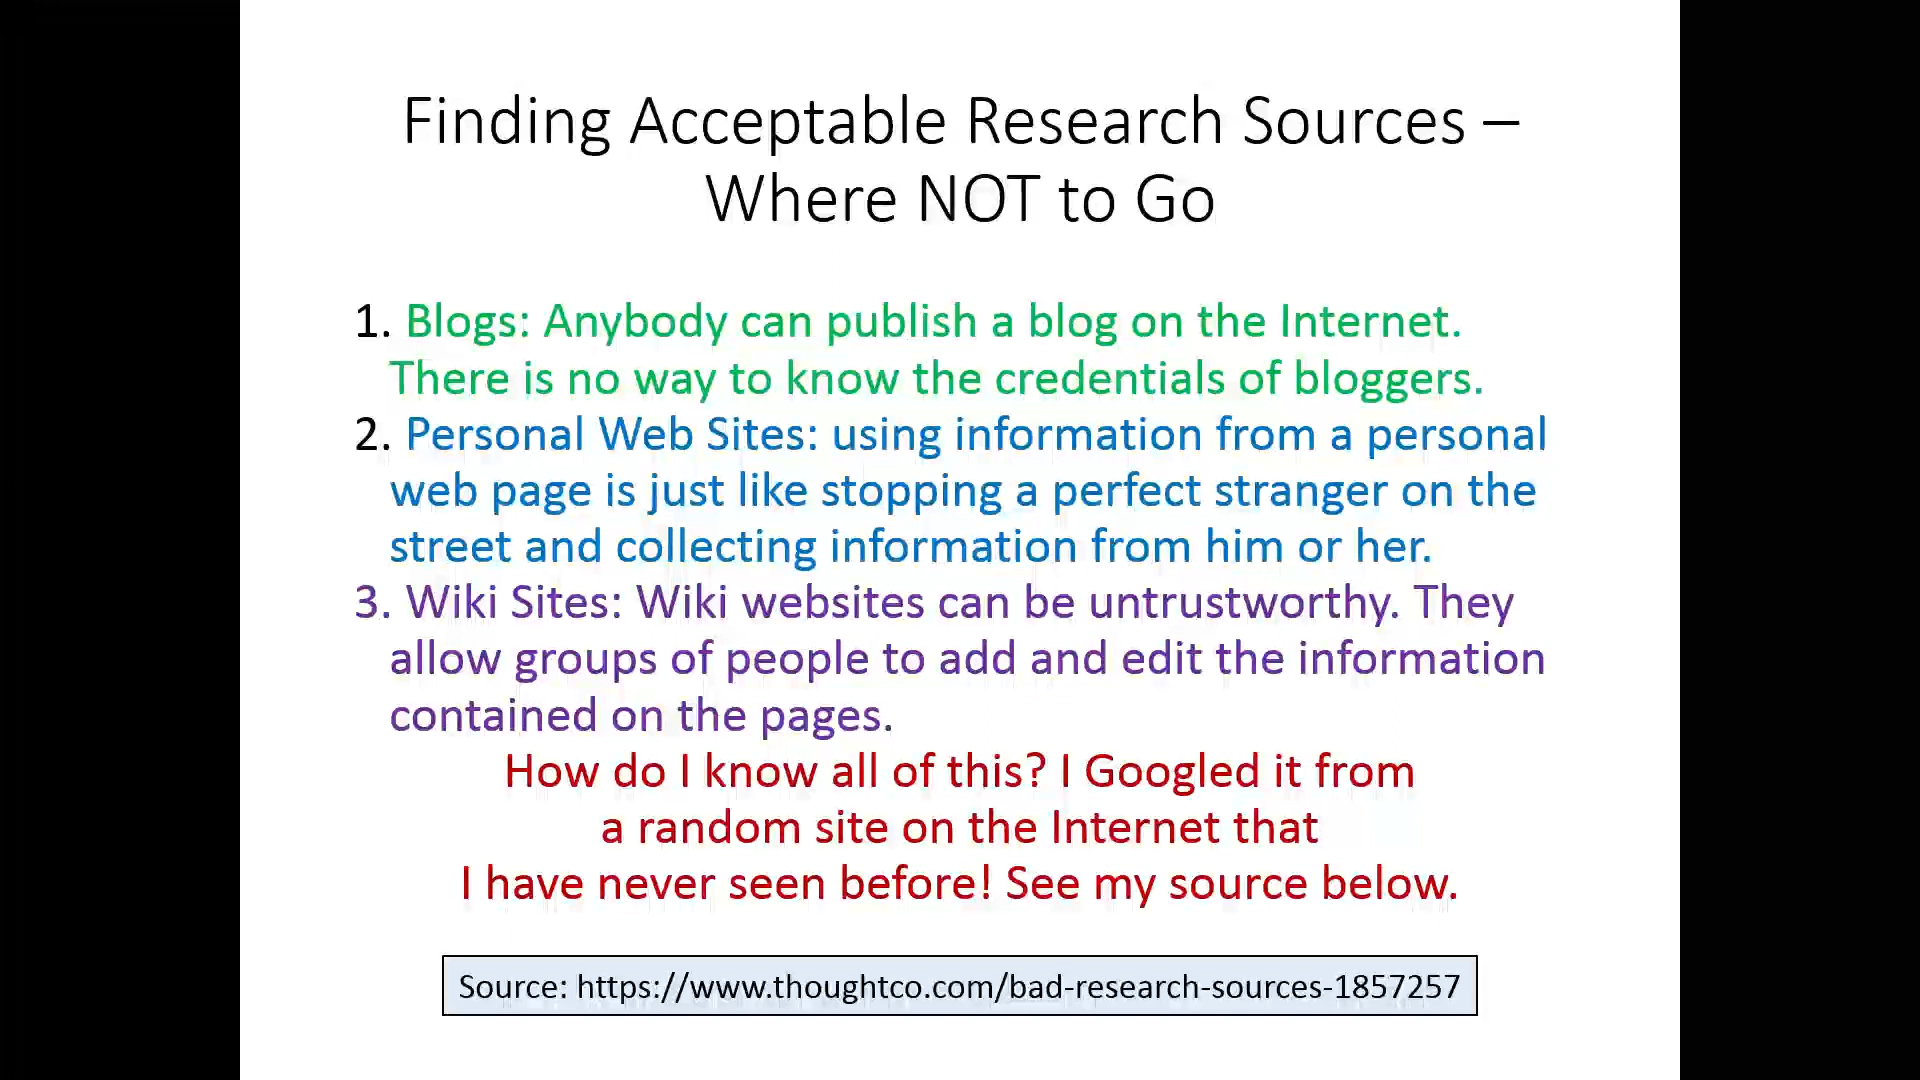 Finding Acceptable Research Sources –
Where NOT to Go
1. Blogs: Anybody can publish a blog on the Internet.
There is no way to know the credentials of bloggers.
2. Personal Web Sites: using information from a personal
web page is just like stopping a perfect stranger on the
street and collecting information from him or her.
3. Wiki Sites: Wiki websites can be untrustworthy. They
allow groups of people to add and edit the information
contained on the pages.
How do I know all of this? I Googled it from
a random site on the Internet that
I have never seen before! See my source below.
Source: https://www.thoughtco.com/bad-research-sources-1857257